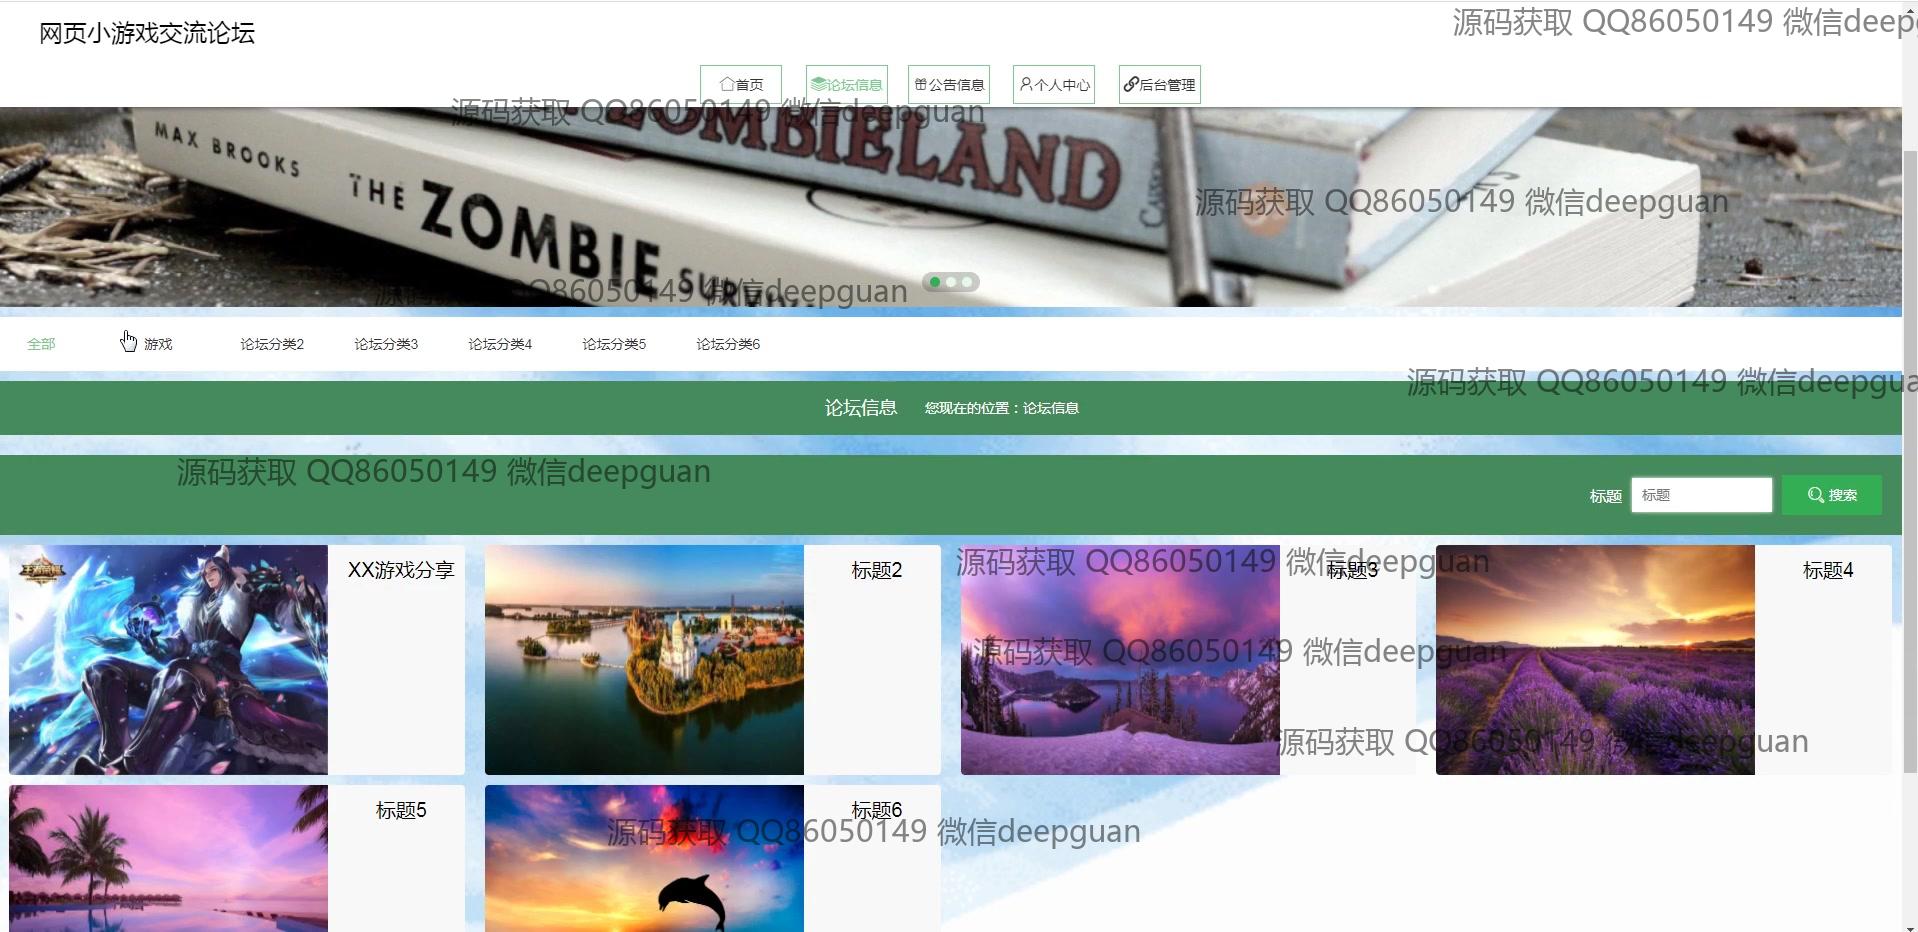 网页小游戏交流论坛
源码获取 QQ86050149 微信deepg
首页
论坛信息
公告信息
个人中心
后台管理
源码获取 QQ86050149 微信deepguan
MAX BROOKS
THE ZOMBIE
ZOMBIELAND
源码获取 QQ86050149 微信deepguan
源码获取 QQ86050149 微信deepguan
全部
游戏
论坛分类2
论坛分类3
论坛分类4
论坛分类5
论坛分类6
源码获取 QQ86050149 微信deepgua
论坛信息
您现在的位置：论坛信息
源码获取 QQ86050149 微信deepguan
标题
标题
搜索
XX游戏分享
标题2
源码获取 QQ86050149 微信deepguan
标题3
标题4
源码获取 QQ86050149 微信deepguan
源码获取 QQ86050149 微信deepguan
标题5
标题6
源码获取 QQ86050149 微信deepguan